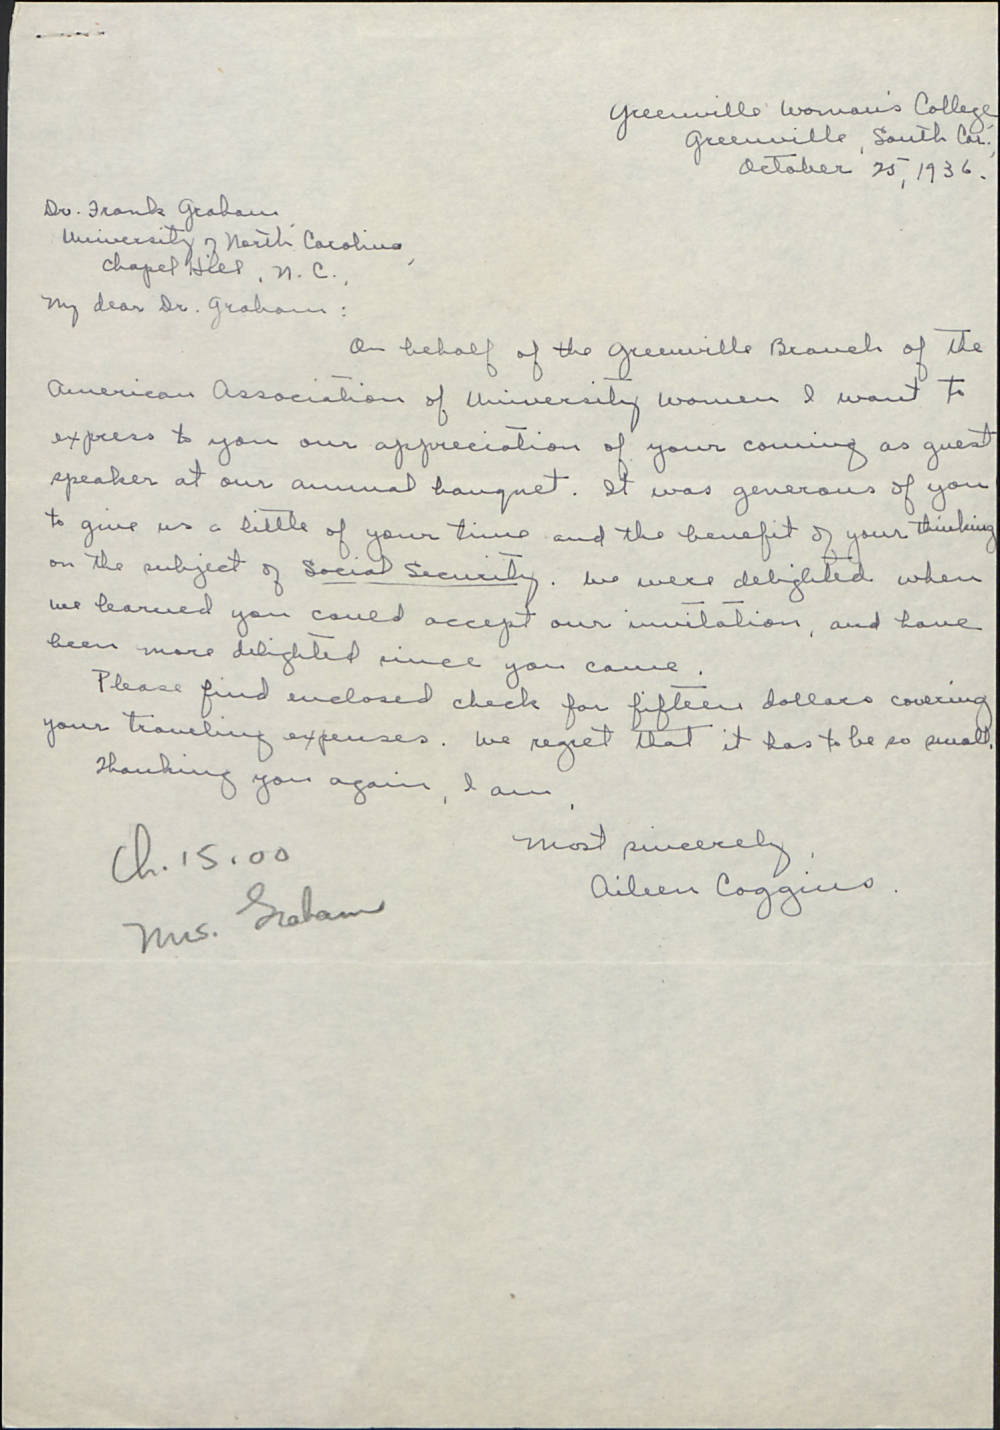 Greenville Woman's College
Greenville, South Car.,
October 25, 1936.
Dr. Frank Graham
University of North Carolina,
Chapel Hill, N. C.,
My dear Dr. Graham:
On behalf of the Greenville Branch of the
American Association of University Women I want to
express to you our appreciation of your coming as guest
speaker at our annual banquet. It was generous of you
to give us a little of your time and the benefit of your thinking
on the subject of Social Security. We were delighted when
we learned you could accept our invitation, and have
been more delighted since you came.
Please find enclosed check for fifteen dollars covering
your traveling expenses. We regret that it has to be so small.
Thanking you again, I am,
Most sincerely,
Aileen Coggins.
Ch. 15.00
Mrs. Graham